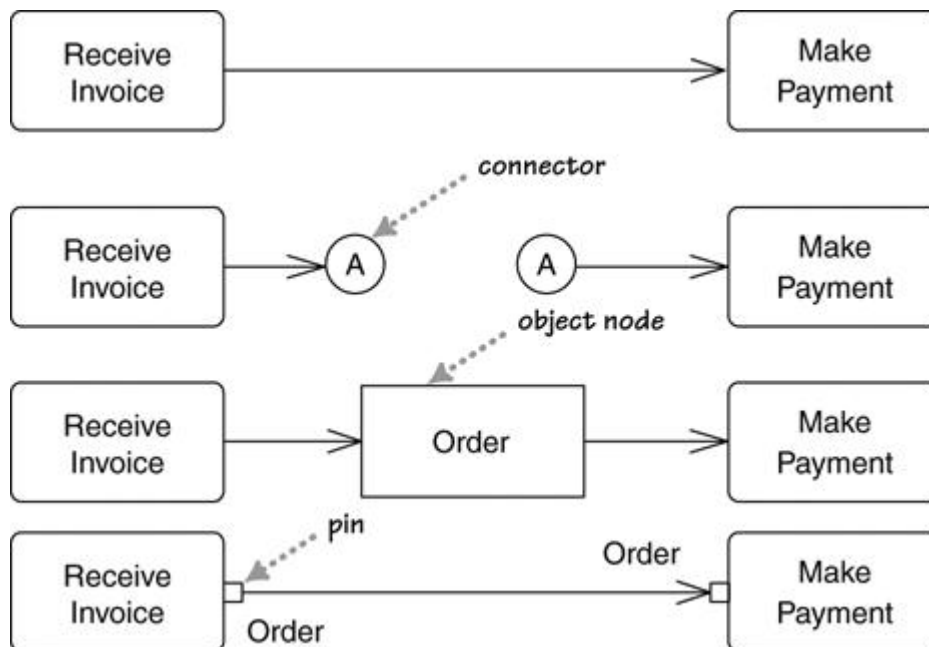 Receive
Invoice
Make
Payment
connector
Receive
Invoice
A
A
Make
Payment
object node
Receive
Invoice
Order
Make
Payment
pin
Receive
Invoice
Order
Order
Make
Payment